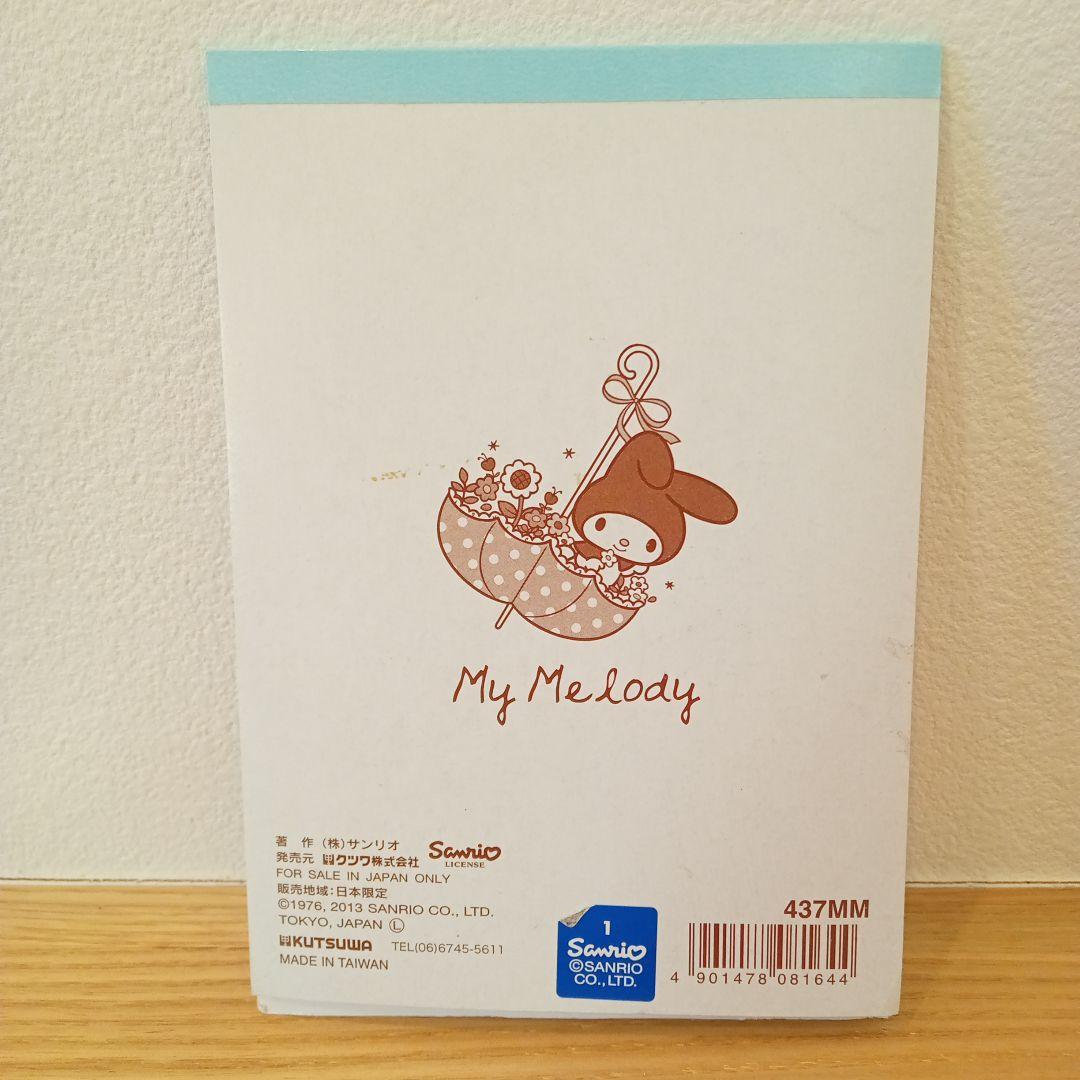 My Melody
著 作 (株)サンリオ
発売元 クツワ株式会社
Sanrio
LICENSE
FOR SALE IN JAPAN ONLY
販売地域:日本限定
©1976, 2013 SANRIO CO., LTD.
TOKYO, JAPAN Ⓛ
KUTSUWA TEL(06)6745-5611
MADE IN TAIWAN
1
Sanrio
©SANRIO
CO.,LTD.
437MM
4 901478 081644